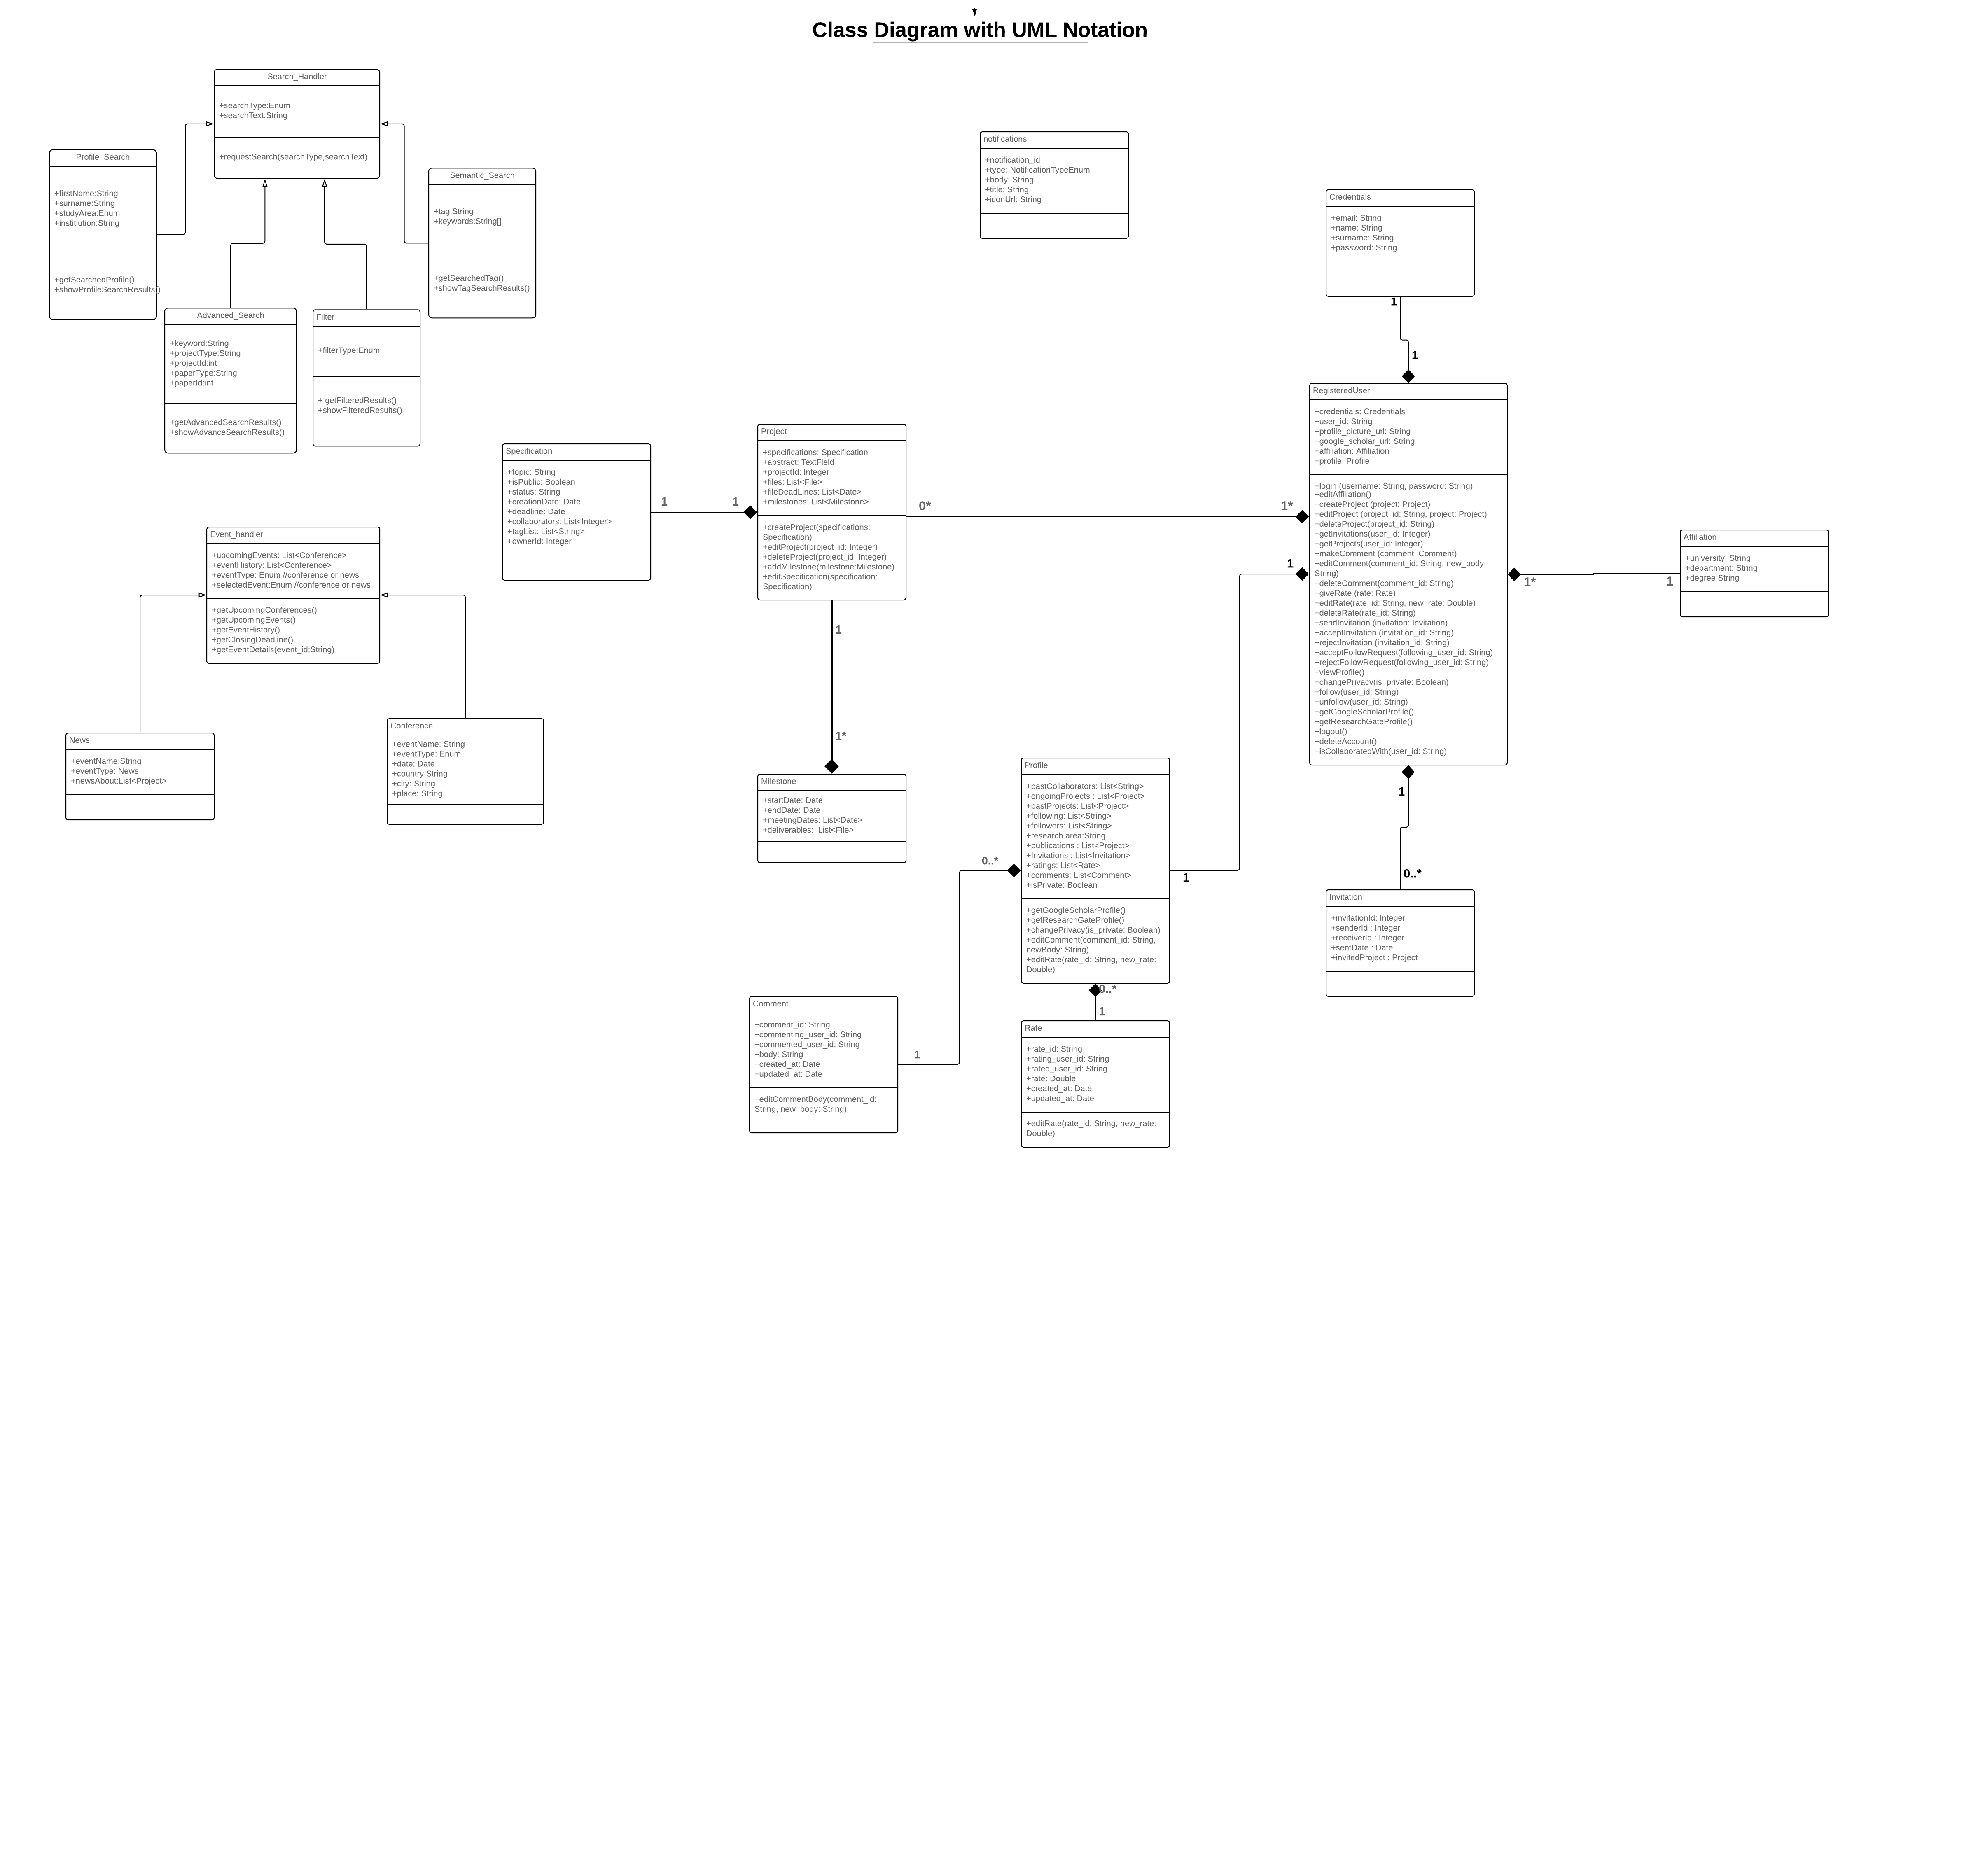 Class Diagram with UML Notation
Search_Handler
+searchType:Enum
+searchText:String
+requestSearch(searchType,searchText)
Profile_Search
+firstName:String
+surname:String
+studyArea:Enum
+institiution:String
+getSearchedProfile()
+showProfileSearchResults()
Semantic_Search
+tag:String
+keywords:String[]
+getSearchedTag()
+showTagSearchResults()
Advanced_Search
+keyword:String
+projectType:String
+projectId:int
+paperType:String
+paperId:int
+getAdvancedSearchResults()
+showAdvanceSearchResults()
Filter
+filterType:Enum
+ getFilteredResults()
+showFilteredResults()
notifications
+notification_id
+type: NotificationTypeEnum
+body: String
+title: String
+iconUrl: String
Credentials
+email: String
+name: String
+surname: String
+password: String
1
1
RegisteredUser
+credentials: Credentials
+user_id: String
+profile_picture_url: String
+google_scholar_url: String
+affiliation: Affiliation
+profile: Profile
+login (username: String, password: String)
+editAffiliation()
+createProject (project: Project)
+editProject (project_id: String, project: Project)
+deleteProject(project_id: String)
+getInvitations(user_id: Integer)
+getProjects(user_id: Integer)
+makeComment (comment: Comment)
+editComment(comment_id: String, new_body:
String)
+deleteComment(comment_id: String)
+giveRate (rate: Rate)
+editRate(rate_id: String, new_rate: Double)
+deleteRate(rate_id: String)
+sendInvitation (invitation: Invitation)
+acceptInvitation (invitation_id: String)
+rejectInvitation (invitation_id: String)
+acceptFollowRequest(following_user_id: String)
+rejectFollowRequest(following_user_id: String)
+viewProfile()
+changePrivacy(is_private: Boolean)
+follow(user_id: String)
+unfollow(user_id: String)
+getGoogleScholarProfile()
+getResearchGateProfile()
+logout()
+deleteAccount()
+isCollaboratedWith(user_id: String)
Specification
+topic: String
+isPublic: Boolean
+status: String
+creationDate: Date
+deadline: Date
+collaborators: List<Integer>
+tagList: List<String>
+ownerId: Integer
1
1
Project
+specifications: Specification
+abstract: TextField
+projectId: Integer
+files: List<File>
+fileDeadLines: List<Date>
+milestones: List<Milestone>
+createProject(specifications:
Specification)
+editProject(project_id: Integer)
+deleteProject(project_id: Integer)
+addMilestone(milestone:Milestone)
+editSpecification(specification:
Specification)
0*
1*
1
1*
1
Affiliation
+university: String
+department: String
+degree String
Event_handler
+upcomingEvents: List<Conference>
+eventHistory: List<Conference>
+eventType: Enum //conference or news
+selectedEvent:Enum //conference or news
+getUpcomingConferences()
+getUpcomingEvents()
+getEventHistory()
+getClosingDeadline()
+getEventDetails(event_id:String)
News
+eventName:String
+eventType: News
+newsAbout:List<Project>
Conference
+eventName: String
+eventType: Enum
+date: Date
+country:String
+city: String
+place: String
1
1*
Milestone
+startDate: Date
+endDate: Date
+meetingDates: List<Date>
+deliverables:  List<File>
Profile
+pastCollaborators: List<String>
+ongoingProjects : List<Project>
+pastProjects: List<Project>
+following: List<String>
+followers: List<String>
+research area:String
+publications : List<Project>
+Invitations : List<Invitation>
+ratings: List<Rate>
+comments: List<Comment>
+isPrivate: Boolean
+getGoogleScholarProfile()
+getResearchGateProfile()
+changePrivacy(is_private: Boolean)
+editComment(comment_id: String,
newBody: String)
+editRate(rate_id: String, new_rate:
Double)
1
0..*
1
0..*
Invitation
+invitationId: Integer
+senderId : Integer
+receiverId : Integer
+sentDate : Date
+invitedProject : Project
Comment
+comment_id: String
+commenting_user_id: String
+commented_user_id: String
+body: String
+created_at: Date
+updated_at: Date
+editCommentBody(comment_id:
String, new_body: String)
1
0..*
1
Rate
+rate_id: String
+rating_user_id: String
+rated_user_id: String
+rate: Double
+created_at: Date
+updated_at: Date
+editRate(rate_id: String, new_rate:
Double)